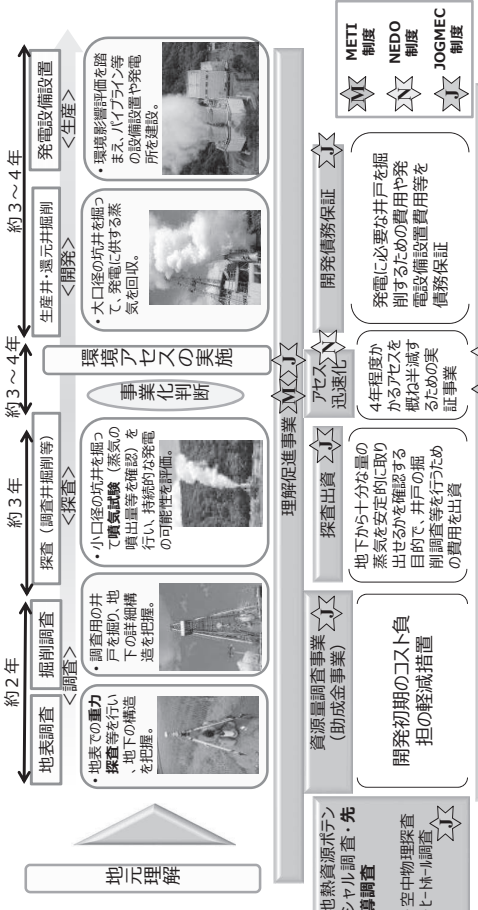 約2年
約3年
約3~4年
約3~4年
地表調査
掘削調査
探査(調査井掘削等)
生産井・還元井掘削
発電設備設置
<調査>
<探査>
<開発>
<生産>
地元理解
・地表での重力
探査等を行い
、地下の構造
を把握。
・調査用の井
戸を掘り、地
下の詳細構
造を把握。
・小口径の坑井を掘っ
て噴気試験(蒸気の
噴出量等を確認)を
行い、持続的な発電
の可能性を評価。
事業化判断
環境アセスの実施
・大口径の坑井を掘っ
て、発電に供する蒸
気を回収。
・環境影響評価を踏
まえ、パイプライン等
の設備設置や発電
所を建設。
理解促進事業
M
J
地熱資源ポテン
シャル調査・先
導調査
空中物理探査
ヒートホール調査
J
資源量調査事業
(助成金事業)
J
開発初期のコスト負
担の軽減措置
探査出資
J
地下から十分な量の
蒸気を安定的に取り
出せるかを確認する
目的で、井戸の掘
削調査等を行うため
の費用を出資
アセス
迅速化
N
4年程度か
かるアセスを
概ね半減す
るための実
証事業
開発債務保証
J
発電に必要な井戸を掘
削するための費用や発
電設備設置費用等を
債務保証
M
METI
制度
N
NEDO
制度
J
JOGMEC
制度